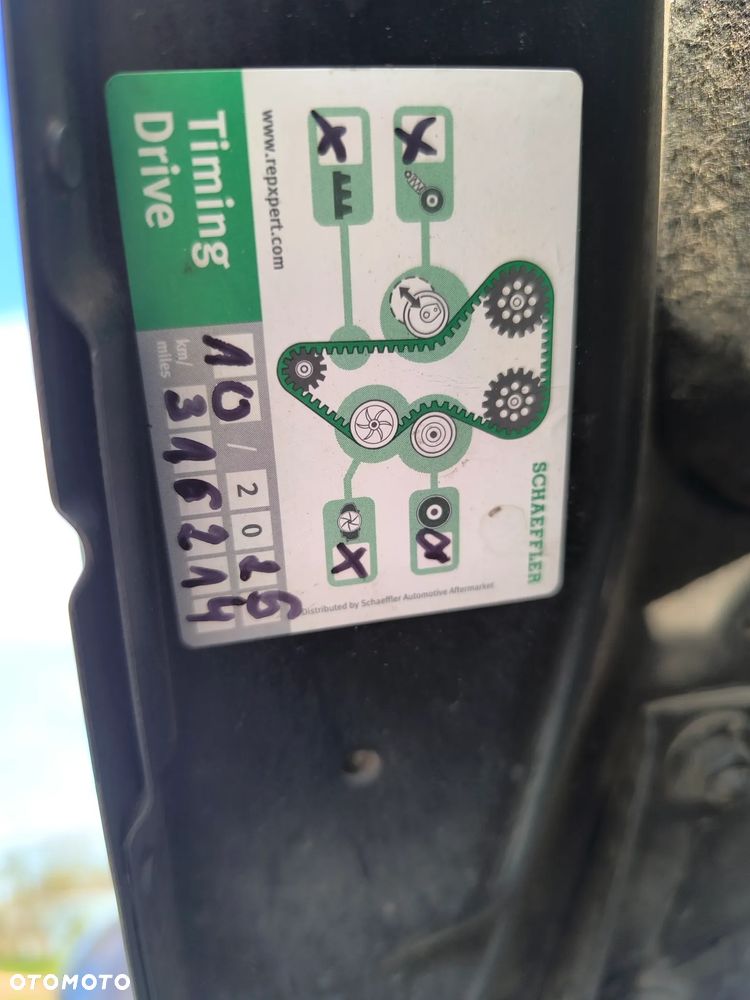 SCHAEFFLER
Distributed by Schaeffler Automotive Aftermarket
www.repxpert.com
Timing
Drive
10 / 2025
km/
miles
316214
OTOMOTO